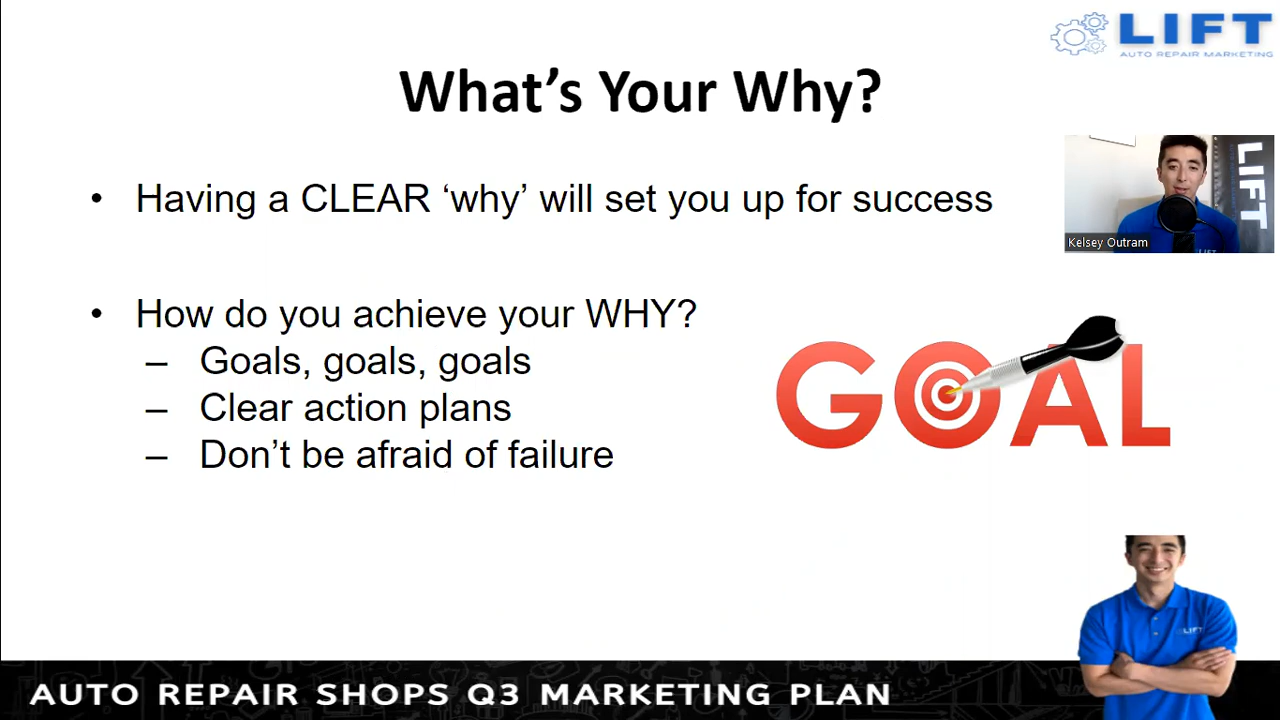 LIFT
AUTO REPAIR MARKETING
What's Your Why?
• Having a CLEAR ‘why’ will set you up for success
LIFT
Kelsey Outram
• How do you achieve your WHY?
– Goals, goals, goals
– Clear action plans
– Don’t be afraid of failure
GOAL
LIFT
AUTO REPAIR SHOPS Q3 MARKETING PLAN